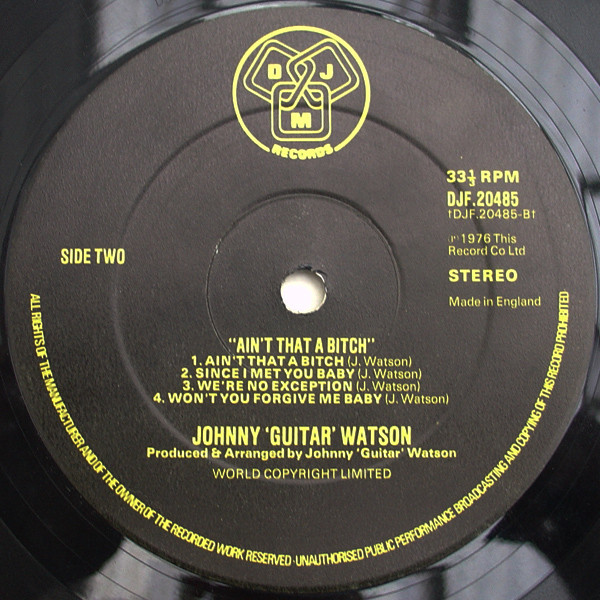 D J
M
RECORDS
33⅓ RPM
DJF.20485
†DJF.20485-B†
℗ 1976 This
Record Co Ltd
SIDE TWO
STEREO
Made in England
"AIN'T THAT A BITCH"
1. AIN'T THAT A BITCH (J. Watson)
2. SINCE I MET YOU BABY (J. Watson)
3. WE'RE NO EXCEPTION (J. Watson)
4. WON'T YOU FORGIVE ME BABY (J. Watson)
JOHNNY 'GUITAR' WATSON
Produced & Arranged by Johnny 'Guitar' Watson
WORLD COPYRIGHT LIMITED
ALL RIGHTS OF THE MANUFACTURER AND OF THE OWNER OF THE RECORDED WORK RESERVED · UNAUTHORISED PUBLIC PERFORMANCE BROADCASTING AND COPYING OF THIS RECORD PROHIBITED